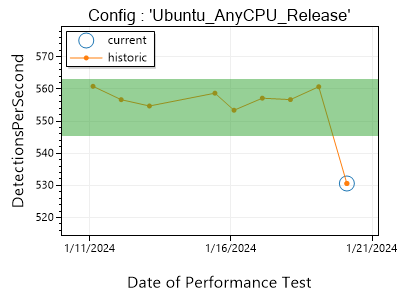 Config : 'Ubuntu_AnyCPU_Release'
current
historic
DetectionsPerSecond
570
560
550
540
530
520
1/11/2024
1/16/2024
1/21/2024
Date of Performance Test